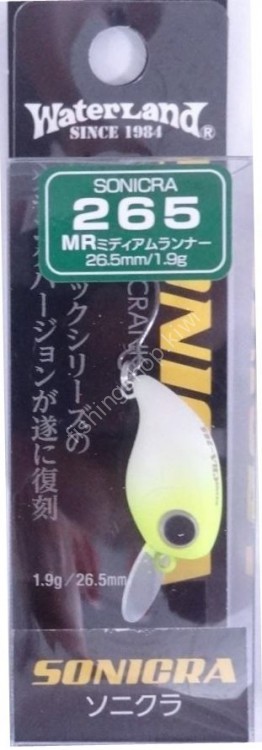 WaterLand®
SINCE 1984
SONICRA
265
MRミディアムランナー
26.5mm/1.9g
ックシリーズの
ージョンが遂に復刻
fishingshop.kiwi
1.9g/26.5mm
SONICRA
ソニクラ